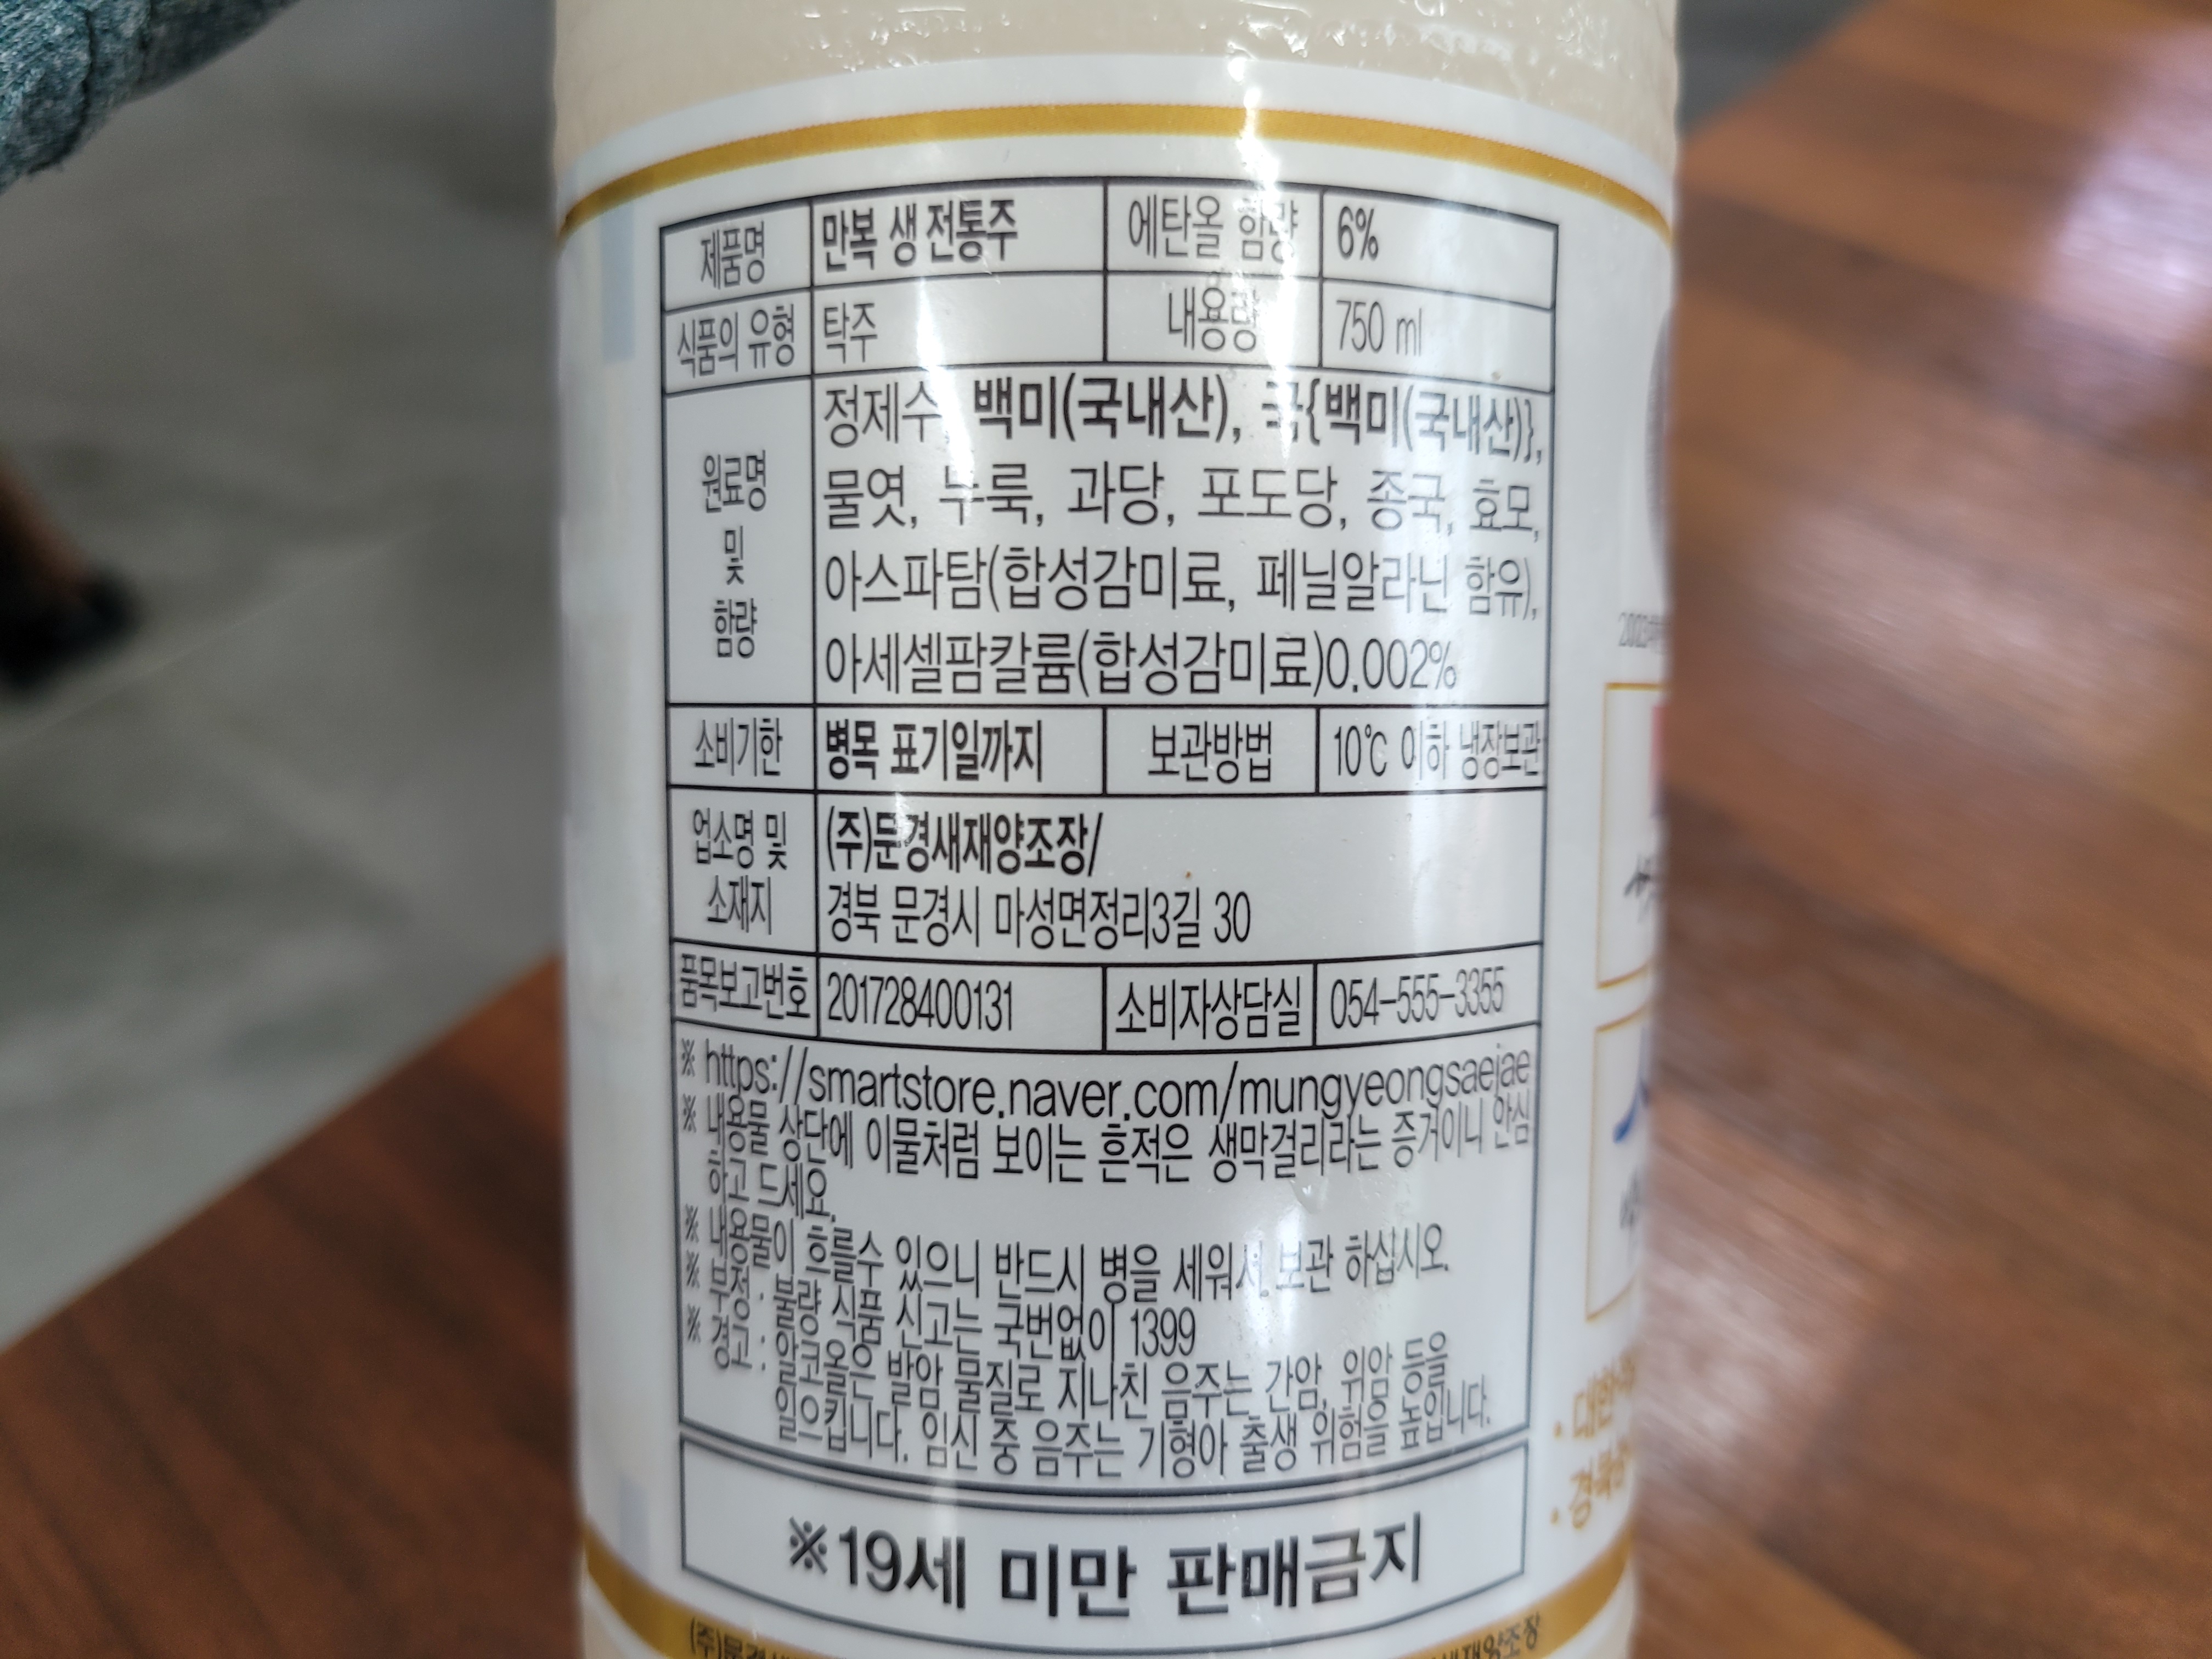 제품명 만복 생 전통주 에탄올 함량 6%
식품의 유형 탁주 내용량 750 ml
원료명
및
함량
정제수, 백미(국내산), 국{백미(국내산)},
물엿, 누룩, 과당, 포도당, 종국, 효모,
아스파탐(합성감미료, 페닐알라닌 함유),
아세셀팜칼륨(합성감미료)0.002%
소비기한 병목 표기일까지 보관방법 10℃ 이하 냉장보관
업소명 및
소재지
(주)문경새재양조장/
경북 문경시 마성면정리3길 30
품목보고번호 201728400131 소비자상담실 054-555-3355
※ https://smartstore.naver.com/mungyeongsaejae
※ 내용물 상단에 이물처럼 보이는 흔적은 생막걸리라는 증거이니 안심
하고 드세요.
※ 내용물이 흐를수 있으니 반드시 병을 세워서 보관 하십시오.
※ 부정·불량 식품 신고는 국번없이 1399
※ 경고 : 알코올은 발암 물질로 지나친 음주는 간암, 위암 등을
일으킵니다. 임신 중 음주는 기형아 출생 위험을 높입니다.
※19세 미만 판매금지